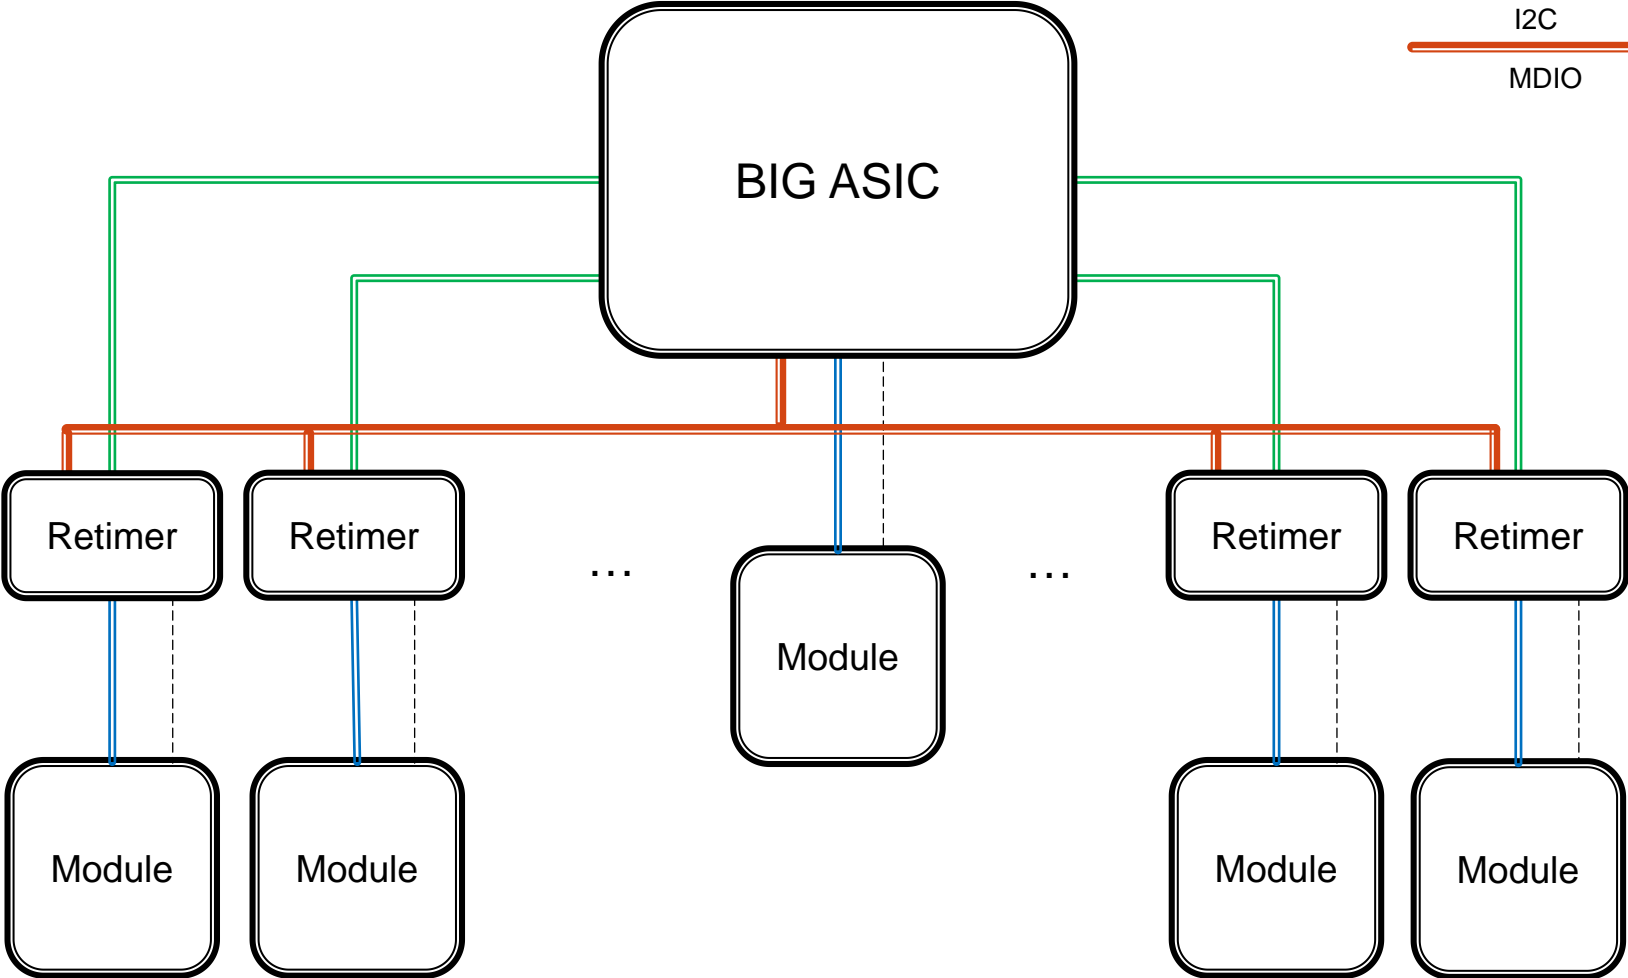 I2C
MDIO
BIG ASIC
Retimer
Retimer
...
...
Retimer
Retimer
Module
Module
Module
Module
Module